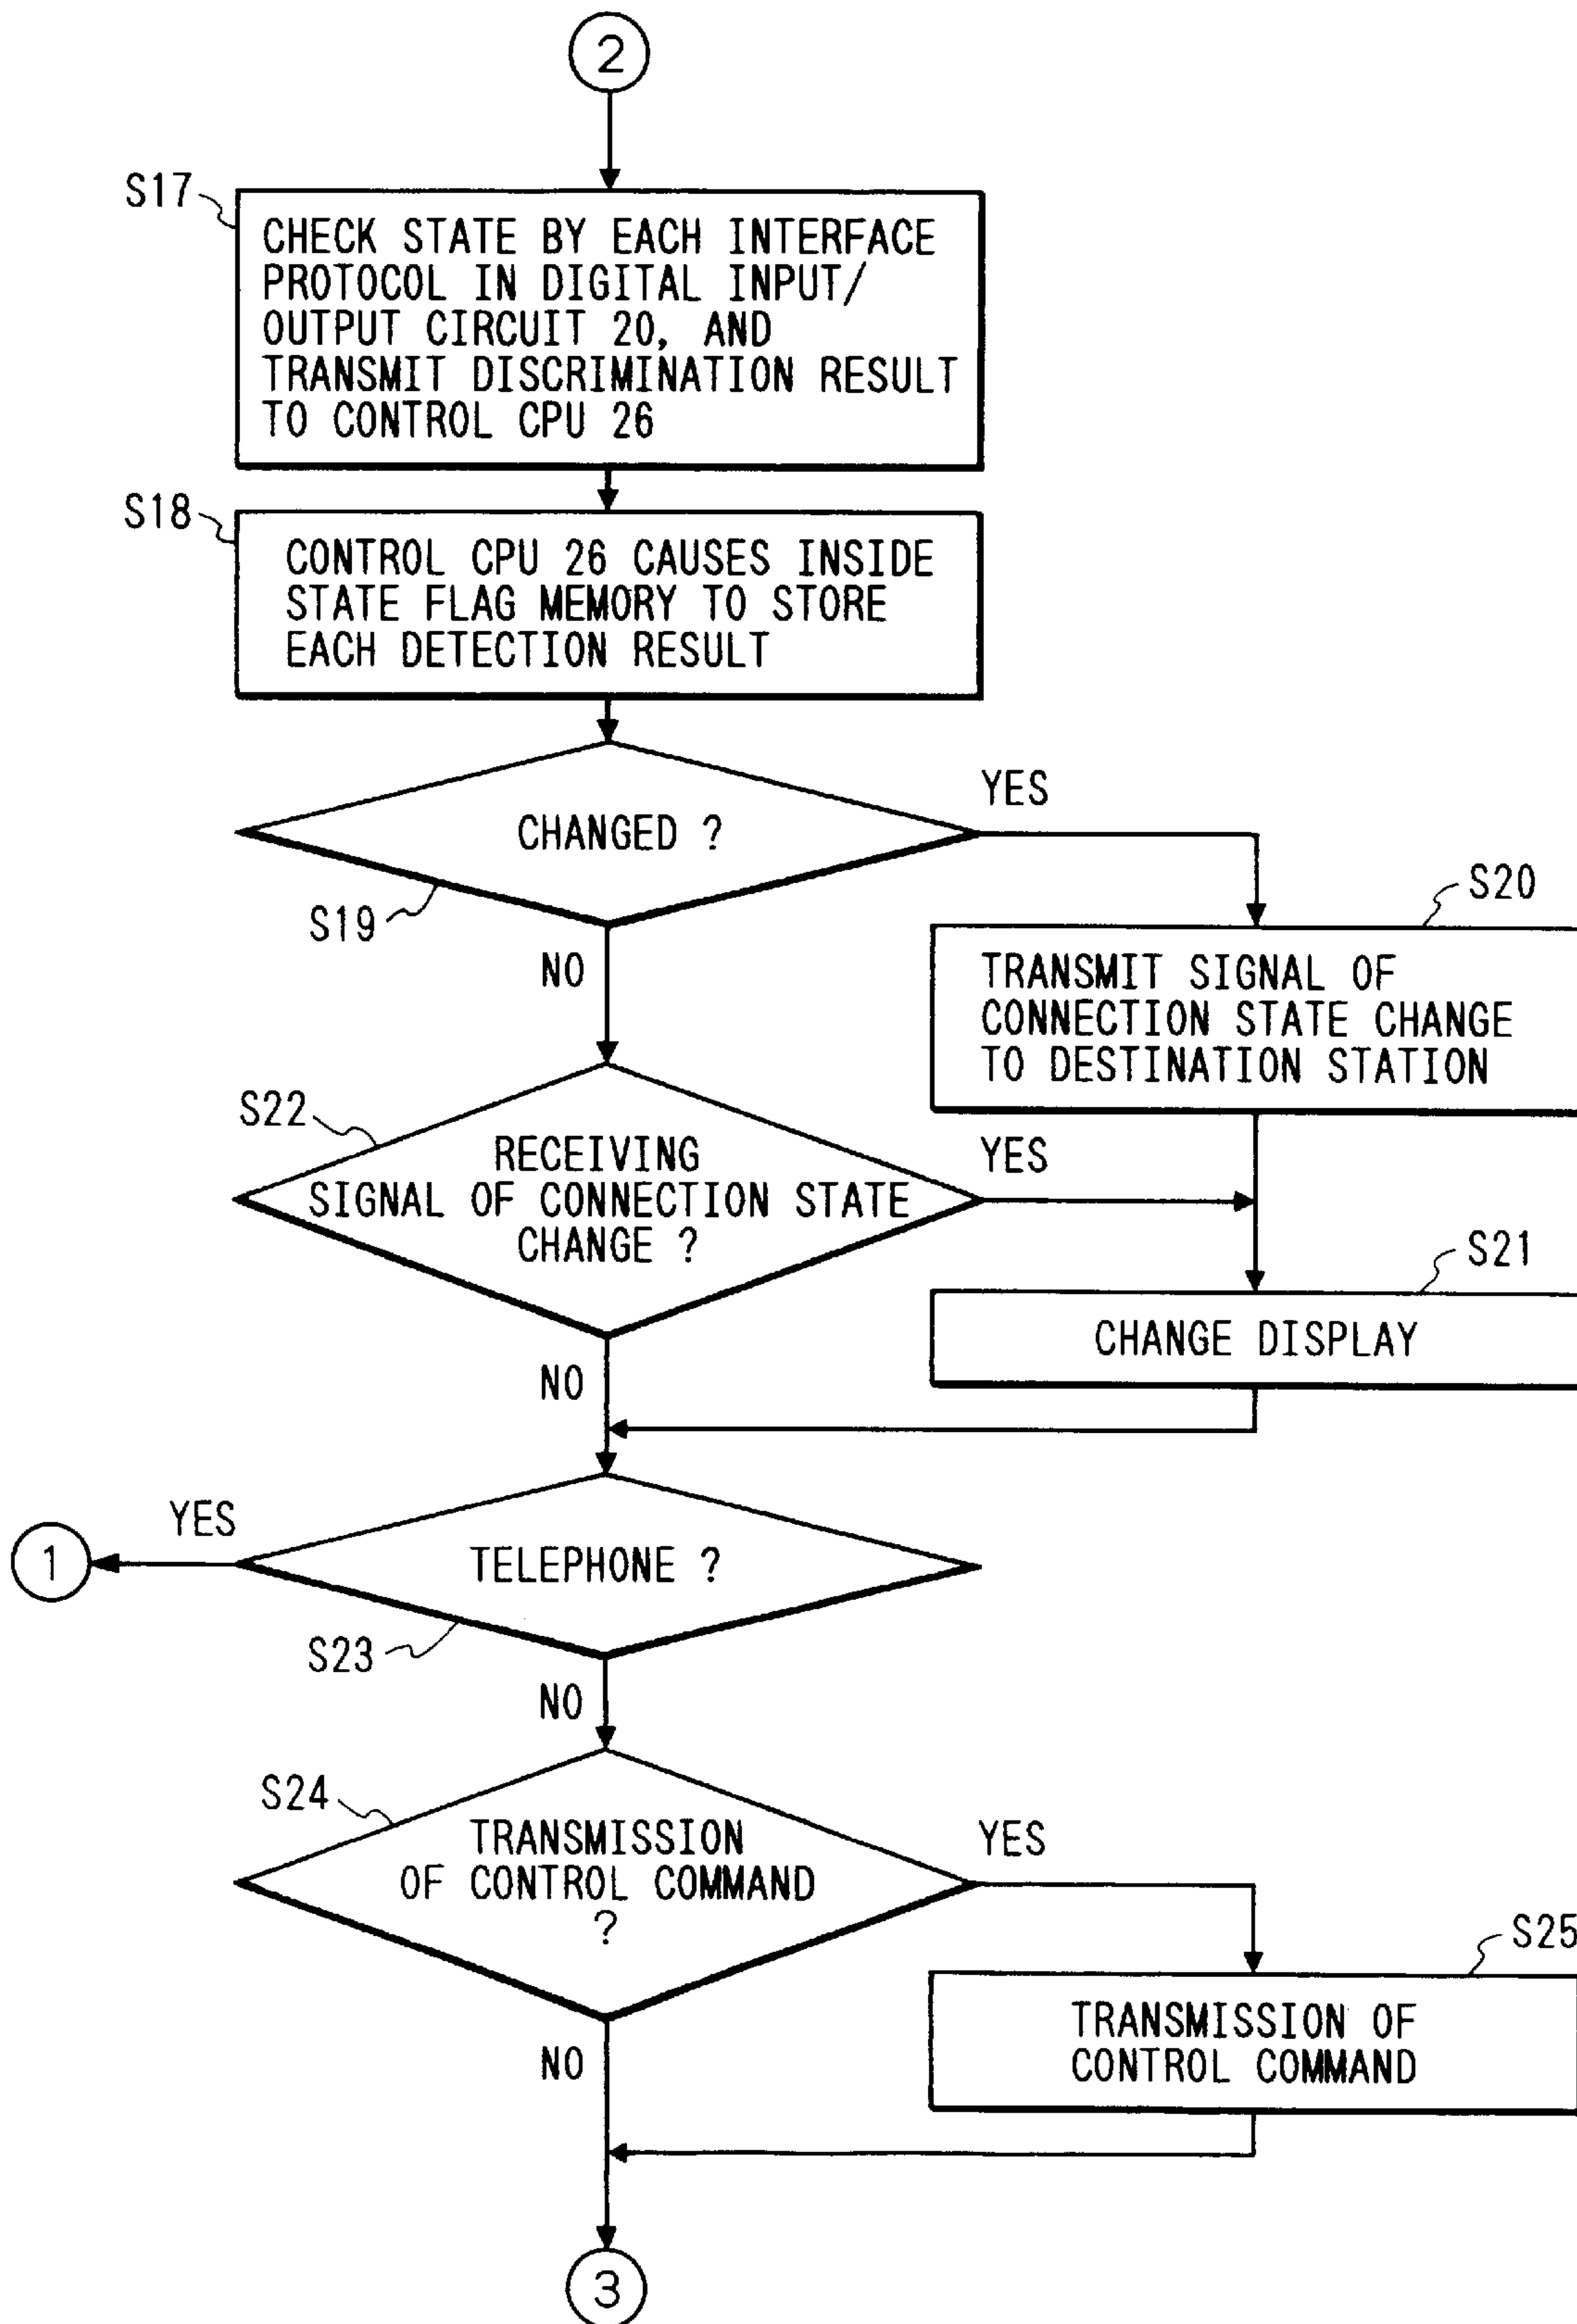 2
S17
CHECK STATE BY EACH INTERFACE
PROTOCOL IN DIGITAL INPUT/
OUTPUT CIRCUIT 20, AND
TRANSMIT DISCRIMINATION RESULT
TO CONTROL CPU 26
S18
CONTROL CPU 26 CAUSES INSIDE
STATE FLAG MEMORY TO STORE
EACH DETECTION RESULT
CHANGED ?
YES
S19
NO
S20
TRANSMIT SIGNAL OF
CONNECTION STATE CHANGE
TO DESTINATION STATION
S22
RECEIVING
SIGNAL OF CONNECTION STATE
CHANGE ?
YES
NO
S21
CHANGE DISPLAY
YES
1
TELEPHONE ?
S23
NO
S24
TRANSMISSION
OF CONTROL COMMAND
?
YES
NO
S25
TRANSMISSION OF
CONTROL COMMAND
3